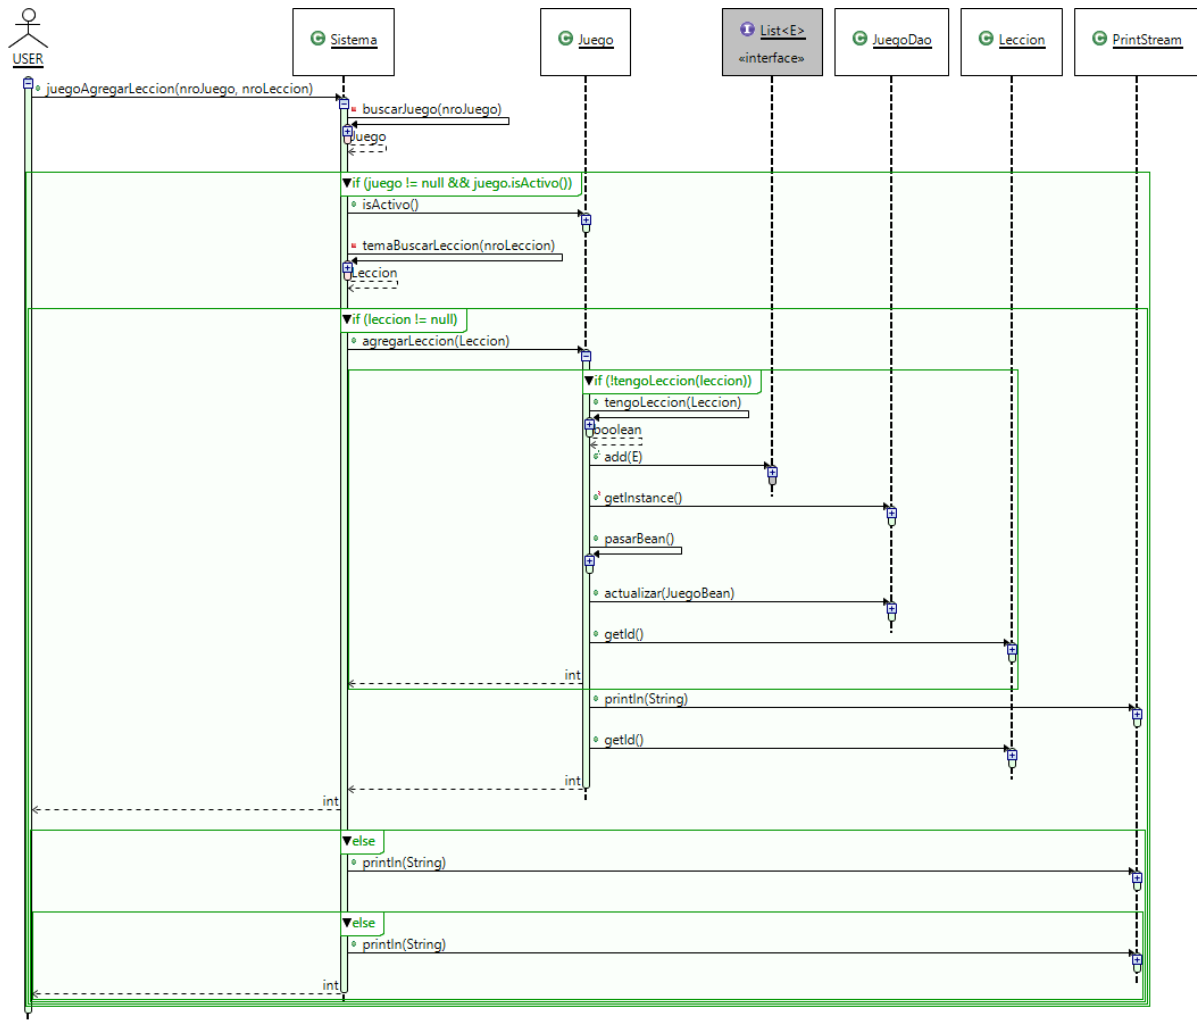 USER
Sistema
Juego
List<E>
«interface»
JuegoDao
Leccion
PrintStream
juegoAgregarLeccion(nroJuego, nroLeccion)
buscarJuego(nroJuego)
Juego
if (juego != null && juego.isActivo())
isActivo()
temaBuscarLeccion(nroLeccion)
Leccion
if (leccion != null)
agregarLeccion(Leccion)
if (!tengoLeccion(leccion))
tengoLeccion(Leccion)
boolean
add(E)
getInstance()
pasarBean()
actualizar(JuegoBean)
getId()
int
println(String)
getId()
int
int
else
println(String)
else
println(String)
int